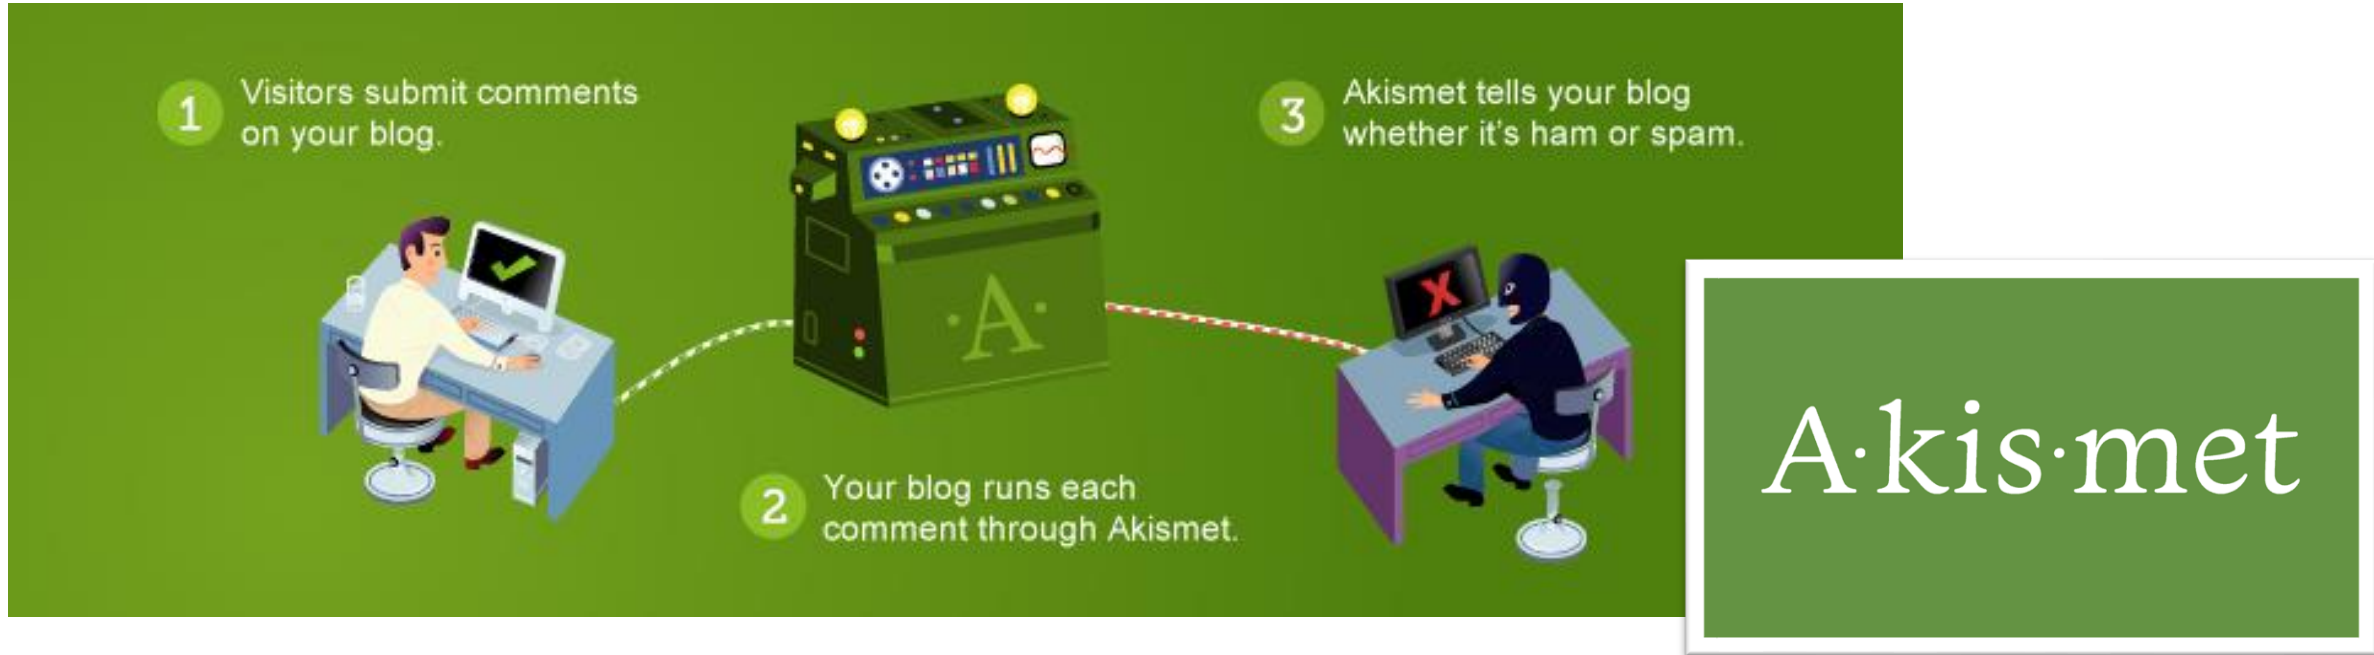 1
Visitors submit comments
on your blog.
·A·
2
Your blog runs each
comment through Akismet.
3
Akismet tells your blog
whether it's ham or spam.
X
A·kis·met